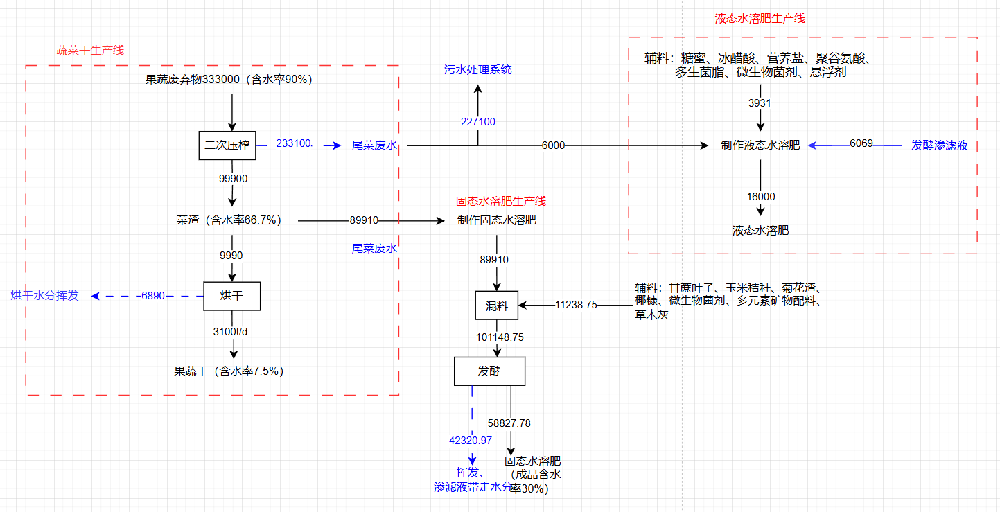 液态水溶肥生产线
蔬菜干生产线
辅料：糖蜜、冰醋酸、营养盐、聚谷氨酸、
多生菌脂、微生物菌剂、悬浮剂
污水处理系统
果蔬废弃物333000（含水率90%）
3931
227100
二次压榨
233100.
尾菜废水
6000
制作液态水溶肥
6069
发酵渗滤液
99900
16000
固态水溶肥生产线
菜渣（含水率66.7%）
89910
制作固态水溶肥
液态水溶肥
尾菜废水
9990
89910
烘干水分挥发
6890
烘干
辅料：甘蔗叶子、玉米秸秆、菊花渣、
椰糠、微生物菌剂、多元素矿物配料、
草木灰
混料
11238.75
3100t/d
101148.75
果蔬干（含水率7.5%）
发酵
58827.78
42320.97
挥发、
渗滤液带走水分
固态水溶肥
（成品含水
率30%）